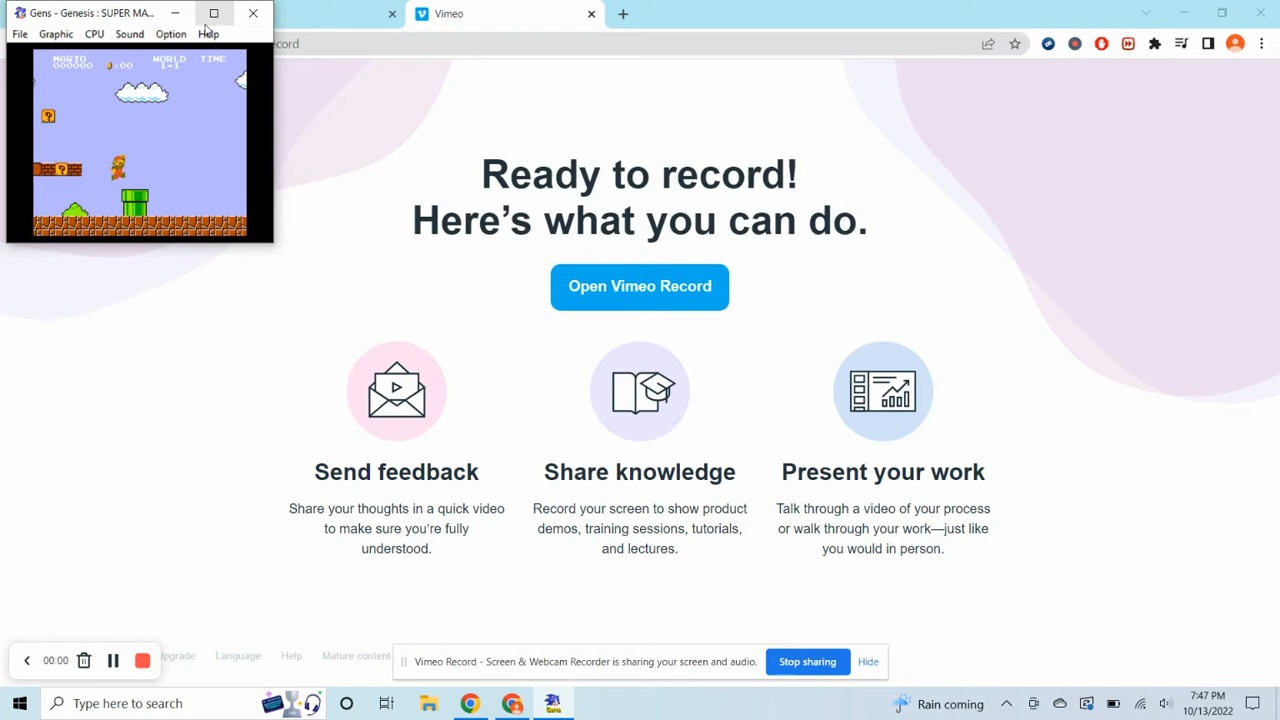 Gens - Genesis : SUPER MA...
File Graphic CPU Sound Option Help
MARIO WORLD TIME
000000 00 1-1
Vimeo
ecord
Ready to record!
Here's what you can do.
Open Vimeo Record
Send feedback
Share your thoughts in a quick video
to make sure you're fully
understood.
Share knowledge
Record your screen to show product
demos, training sessions, tutorials,
and lectures.
Present your work
Talk through a video of your process
or walk through your work—just like
you would in person.
00:00
pgrade Language Help Mature content
Vimeo Record - Screen & Webcam Recorder is sharing your screen and audio. Stop sharing Hide
Type here to search
Rain coming
7:47 PM
10/13/2022